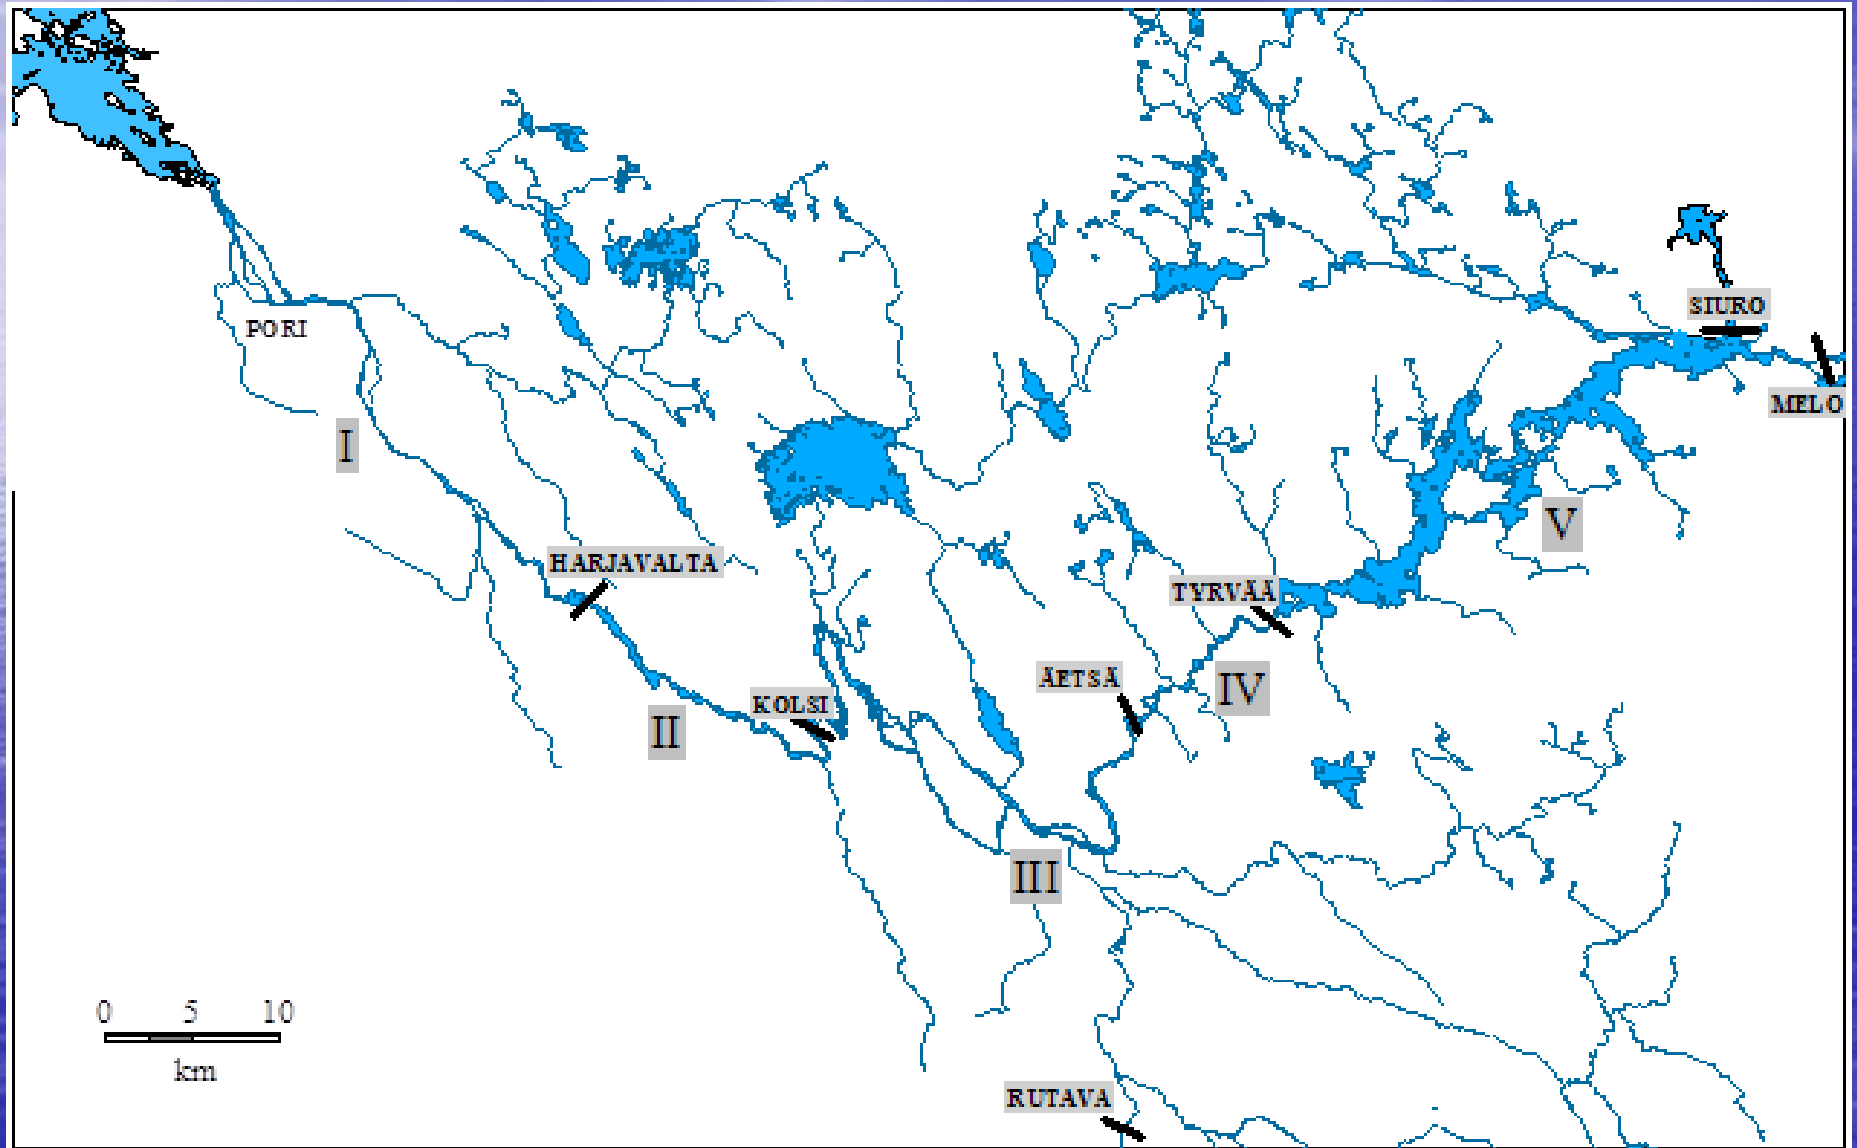 SIURO
PORI
MELO
I
V
HARJAVALTA
TYRVÄÄ
ÄETSÄ
IV
KOLSI
II
III
0 5 10
km
RUTAVA